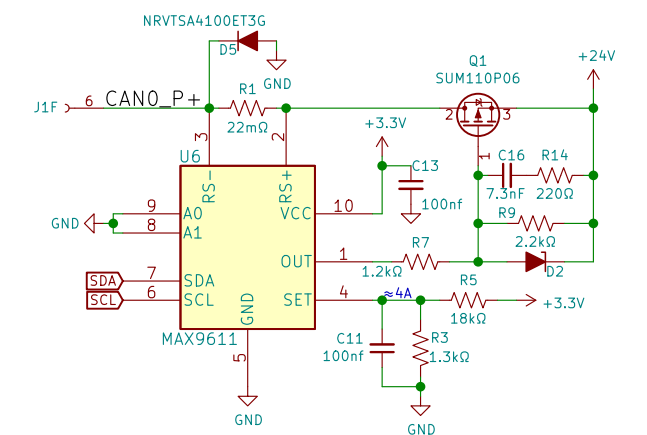 NRVTSA4100ET3G
D5
GND
Q1
SUM110P06
+24V
J1F
6
CAN0_P+
R1
22mΩ
2
3
1
3
2
+3.3V
U6
RS-
RS+
VCC
10
C13
100nf
C16
7.3nF
R14
220Ω
GND
9
A0
8
A1
R9
2.2kΩ
OUT
1
R7
1.2kΩ
D2
SDA
7
SDA
SCL
6
SCL
GND
SET
4
≈4A
R5
18kΩ
+3.3V
MAX9611
5
C11
100nf
R3
1.3kΩ
GND
GND